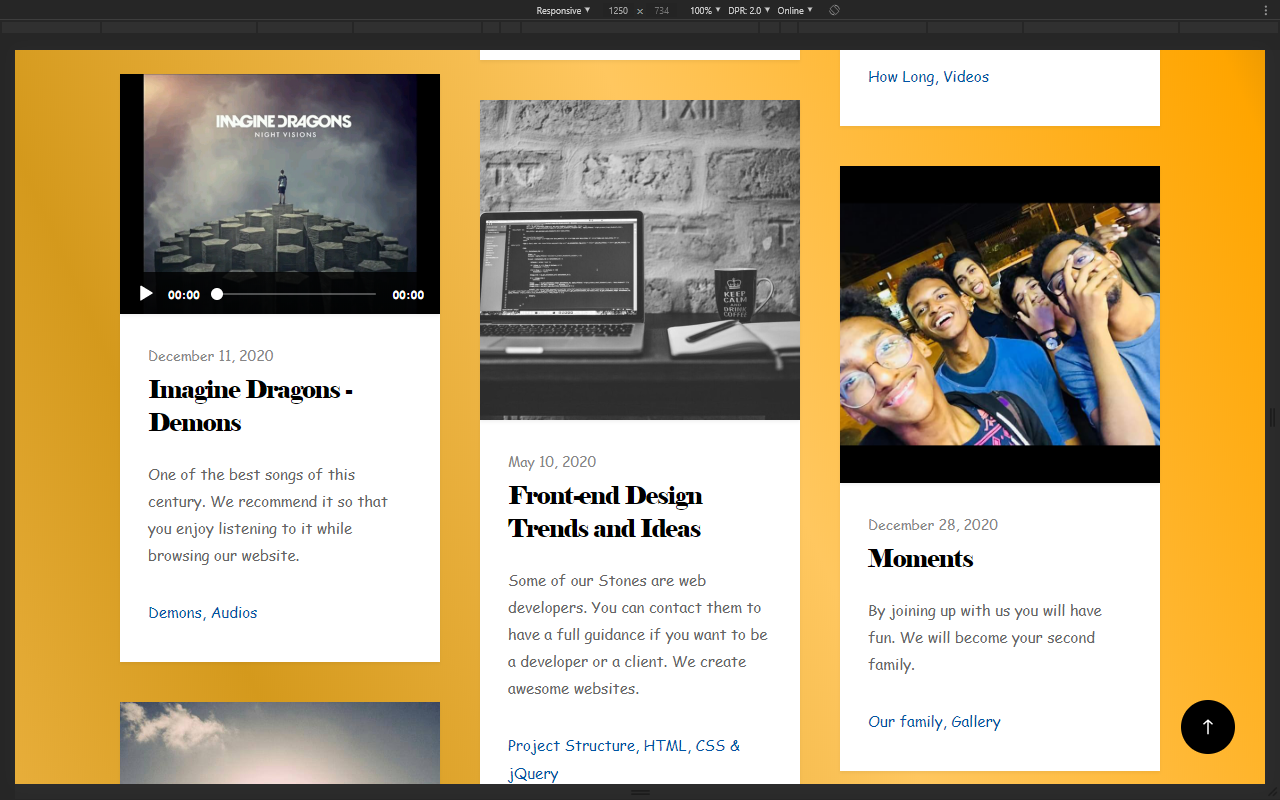 Responsive
1250 × 734
100%
DPR: 2.0
Online
IMAGINE DRAGONS
NIGHT VISIONS
00:00
00:00
December 11, 2020
Imagine Dragons -
Demons
One of the best songs of this
century. We recommend it so that
you enjoy listening to it while
browsing our website.
Demons, Audios
KEEP
CALM
AND
DRINK
COFFEE
May 10, 2020
Front-end Design
Trends and Ideas
Some of our Stones are web
developers. You can contact them to
have a full guidance if you want to be
a developer or a client. We create
awesome websites.
Project Structure, HTML, CSS &
jQuery
How Long, Videos
December 28, 2020
Moments
By joining up with us you will have
fun. We will become your second
family.
Our family, Gallery